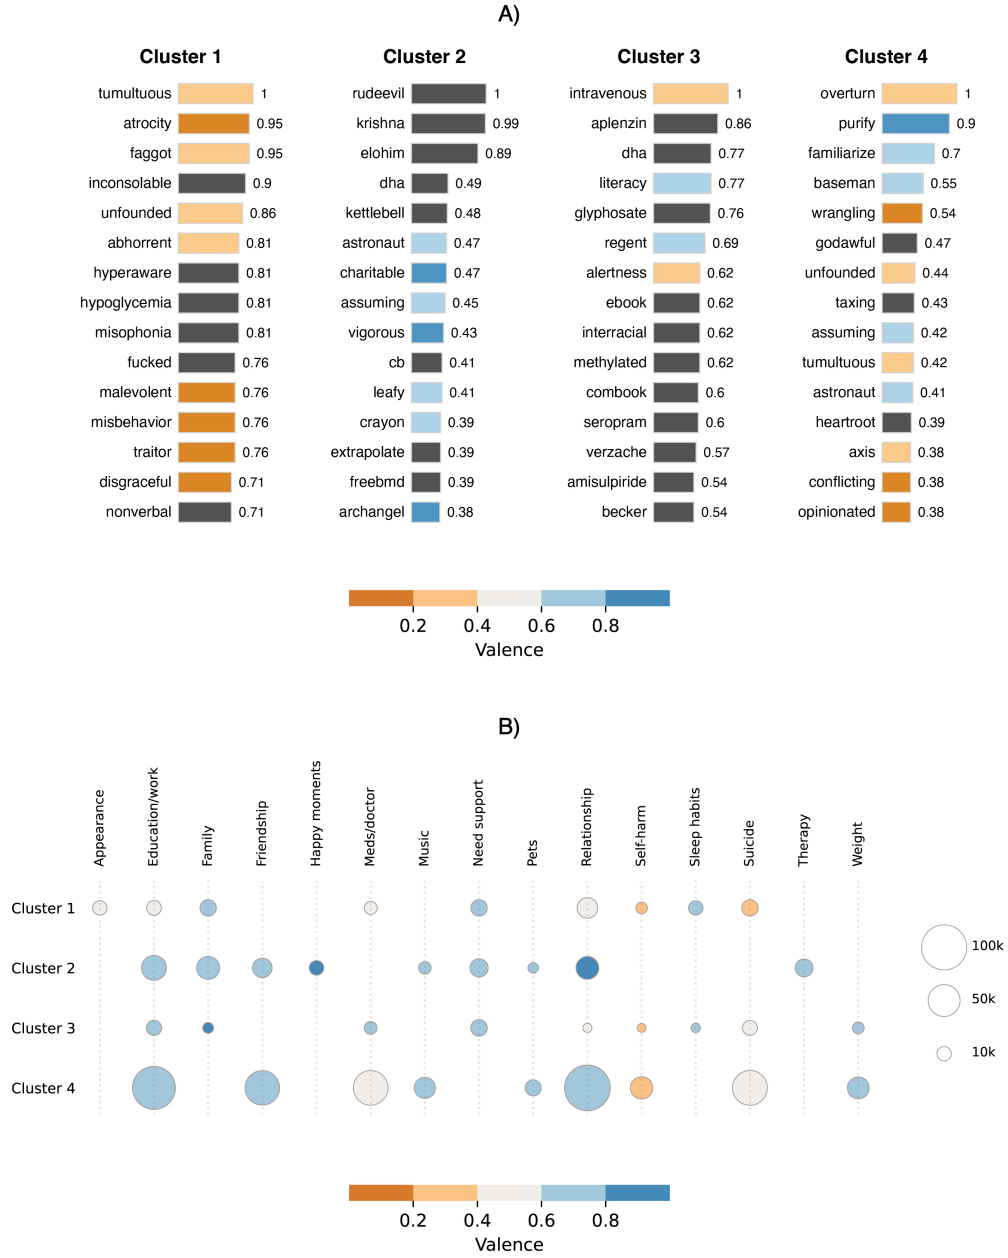 A)
Cluster 1
tumultuous 1
atrocity 0.95
faggot 0.95
inconsolable 0.9
unfounded 0.86
abhorrent 0.81
hyperaware 0.81
hypoglycemia 0.81
misophonia 0.81
fucked 0.76
malevolent 0.76
misbehavior 0.76
traitor 0.76
disgraceful 0.71
nonverbal 0.71
Cluster 2
rudeevil 1
krishna 0.99
elohim 0.89
dha 0.49
kettlebell 0.48
astronaut 0.47
charitable 0.47
assuming 0.45
vigorous 0.43
cb 0.41
leafy 0.41
crayon 0.39
extrapolate 0.39
freebmd 0.39
archangel 0.38
Cluster 3
intravenous 1
aplenzin 0.86
dha 0.77
literacy 0.77
glyphosate 0.76
regent 0.69
alertness 0.62
ebook 0.62
interracial 0.62
methylated 0.62
combook 0.6
seropram 0.6
verzache 0.57
amisulpiride 0.54
becker 0.54
Cluster 4
overturn 1
purify 0.9
familiarize 0.7
baseman 0.55
wrangling 0.54
godawful 0.47
unfounded 0.44
taxing 0.43
assuming 0.42
tumultuous 0.42
astronaut 0.41
heartroot 0.39
axis 0.38
conflicting 0.38
opinionated 0.38
0.2 0.4 0.6 0.8
Valence
B)
Appearance
Education/work
Family
Friendship
Happy moments
Meds/doctor
Music
Need support
Pets
Relationship
Self-harm
Sleep habits
Suicide
Therapy
Weight
Cluster 1
Cluster 2
Cluster 3
Cluster 4
100k
50k
10k
0.2 0.4 0.6 0.8
Valence